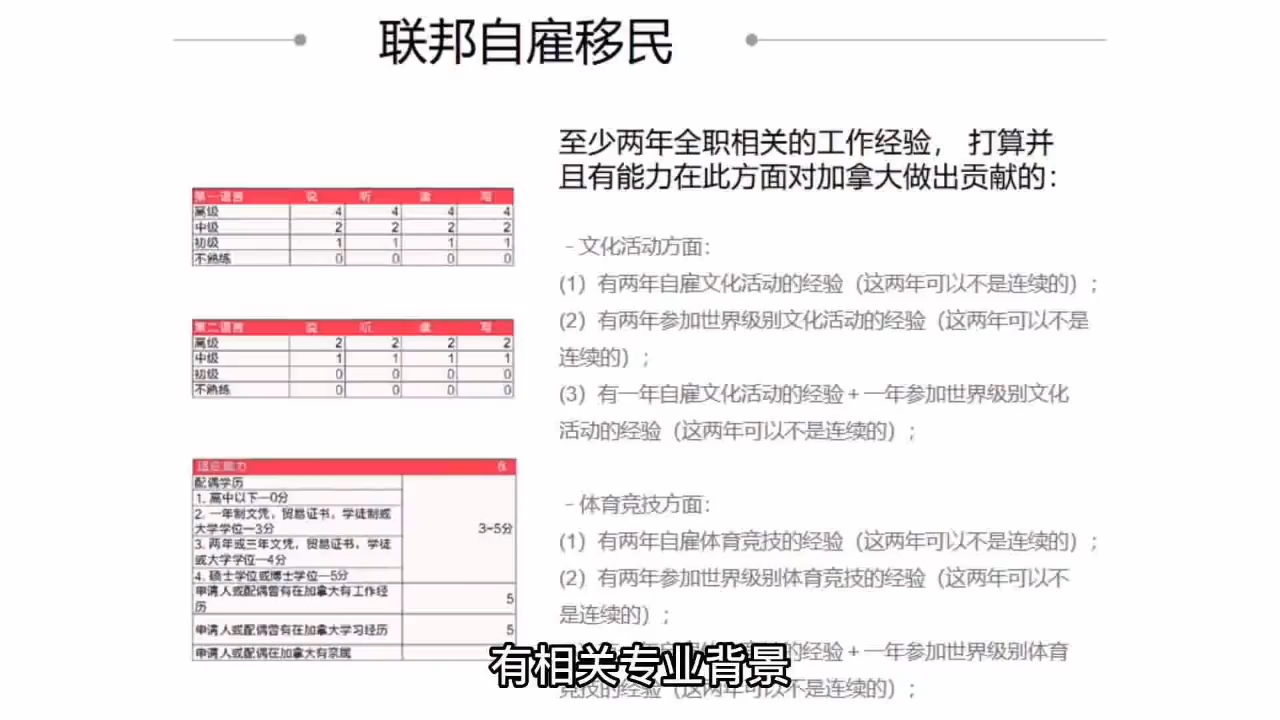 联邦自雇移民
至少两年全职相关的工作经验， 打算并
且有能力在此方面对加拿大做出贡献的：
第一语言 说 听 读 写
高级 4 4 4 4
中级 2 2 2 2
初级 1 1 1 1
不熟练 0 0 0 0
第二语言 说 听 读 写
高级 2 2 2 2
中级 1 1 1 1
初级 0 0 0 0
不熟练 0 0 0 0
适应能力 6
配偶学历
1. 高中以下—0分
2. 一年制文凭，贸易证书，学徒制或
大学学位—3分
3. 两年或三年文凭，贸易证书，学徒
或大学学位—4分
4. 硕士学位或博士学位—5分
3-5分
申请人或配偶曾有在加拿大有工作经
历 5
申请人或配偶曾有在加拿大学习经历 5
申请人或配偶在加拿大有亲属
－文化活动方面：
（1）有两年自雇文化活动的经验（这两年可以不是连续的）；
（2）有两年参加世界级别文化活动的经验（这两年可以不是
连续的）；
（3）有一年自雇文化活动的经验＋一年参加世界级别文化
活动的经验（这两年可以不是连续的）；
－体育竞技方面：
（1）有两年自雇体育竞技的经验（这两年可以不是连续的）；
（2）有两年参加世界级别体育竞技的经验（这两年可以不
是连续的）；
的经验＋一年参加世界级别体育
竞技的经验（这两年可以不是连续的）；
有相关专业背景